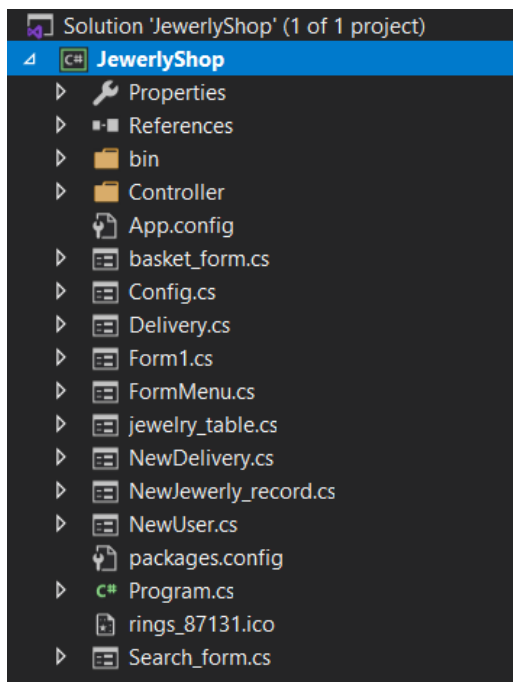 Solution 'JewerlyShop' (1 of 1 project)
C# JewerlyShop
Properties
References
bin
Controller
App.config
basket_form.cs
Config.cs
Delivery.cs
Form1.cs
FormMenu.cs
jewelry_table.cs
NewDelivery.cs
NewJewerly_record.cs
NewUser.cs
packages.config
C# Program.cs
rings_87131.ico
Search_form.cs